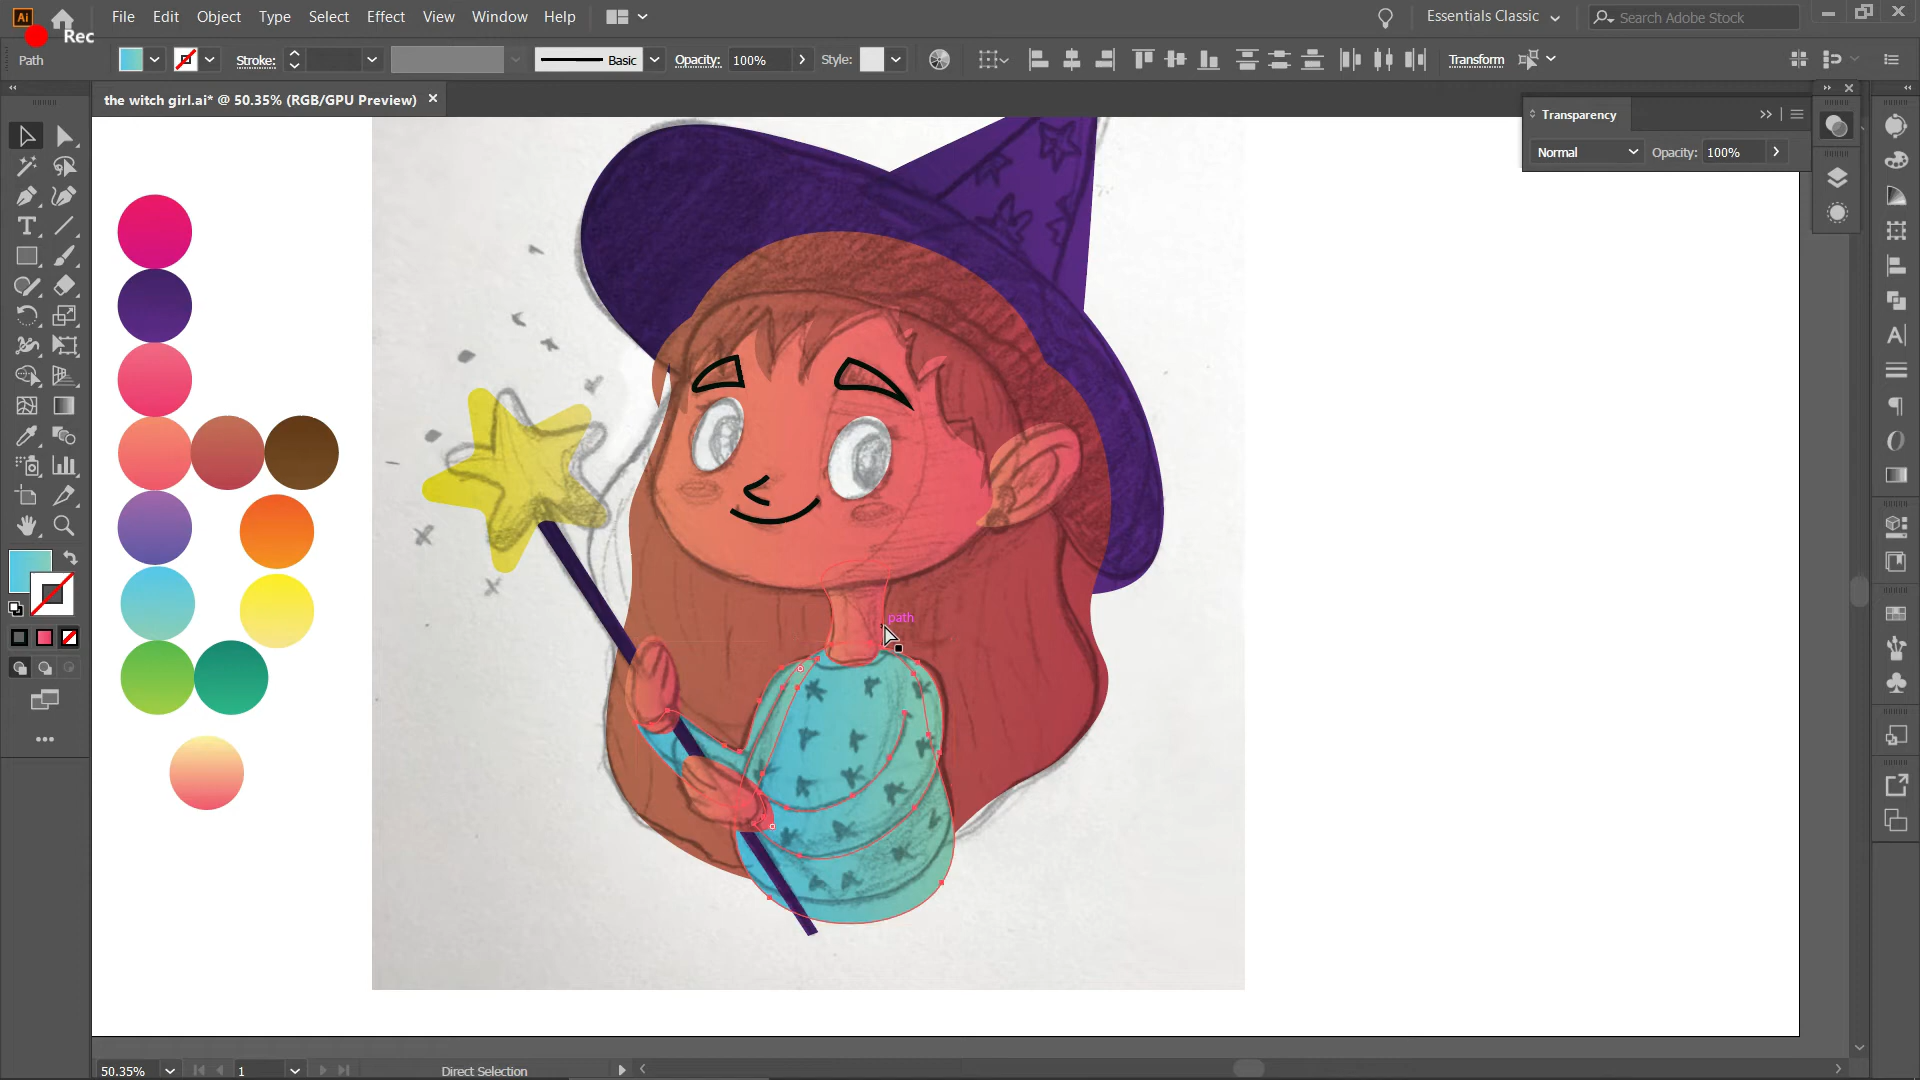 Ai
File Edit Object Type Select Effect View Window Help
Essentials Classic
Search Adobe Stock
Rec
Path
Stroke:
Basic
Opacity: 100%
Style:
Transform
the witch girl.ai* @ 50.35% (RGB/GPU Preview)
Transparency
Normal
Opacity: 100%
path
50.35%
1
Direct Selection